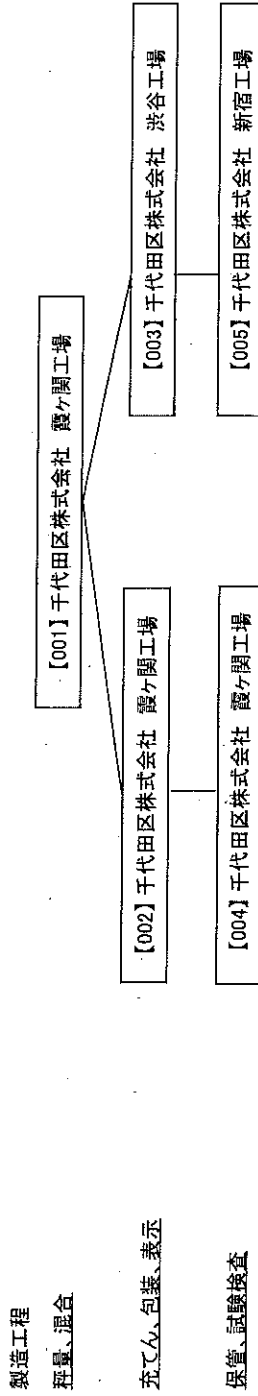 製造工程
秤量、混合
【001】千代田区株式会社 霞ヶ関工場
充てん、包装、表示
【002】千代田区株式会社 霞ヶ関工場
【003】千代田区株式会社 渋谷工場
保管、試験検査
【004】千代田区株式会社 霞ヶ関工場
【005】千代田区株式会社 新宿工場